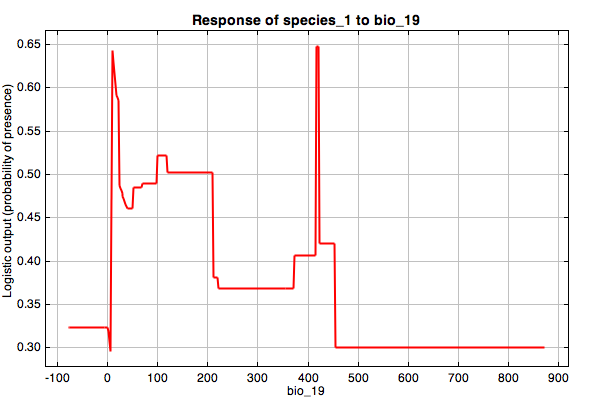 Response of species_1 to bio_19
Logistic output (probability of presence)
0.65
0.60
0.55
0.50
0.45
0.40
0.35
0.30
-100 0 100 200 300 400 500 600 700 800 900
bio_19